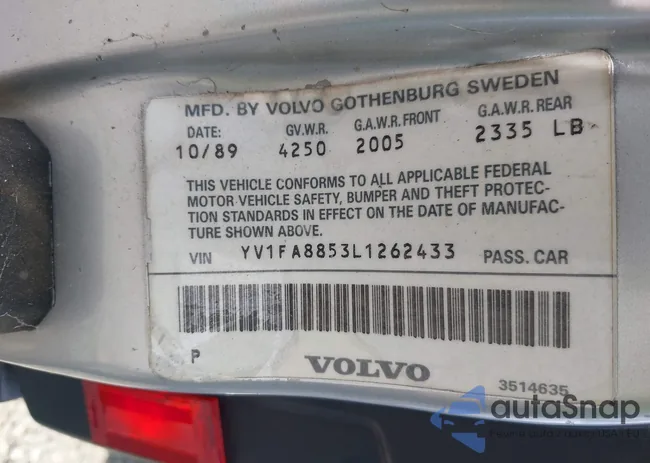 MFD. BY VOLVO GOTHENBURG SWEDEN
DATE: GV.W.R. G.A.W.R. FRONT G.A.W.R. REAR
10/89 4250 2005 2335 LB
THIS VEHICLE CONFORMS TO ALL APPLICABLE FEDERAL
MOTOR VEHICLE SAFETY, BUMPER AND THEFT PROTEC-
TION STANDARDS IN EFFECT ON THE DATE OF MANUFAC-
TURE SHOWN ABOVE.
VIN YV1FA8853L1262433 PASS. CAR
P VOLVO 3514635
autaSnap